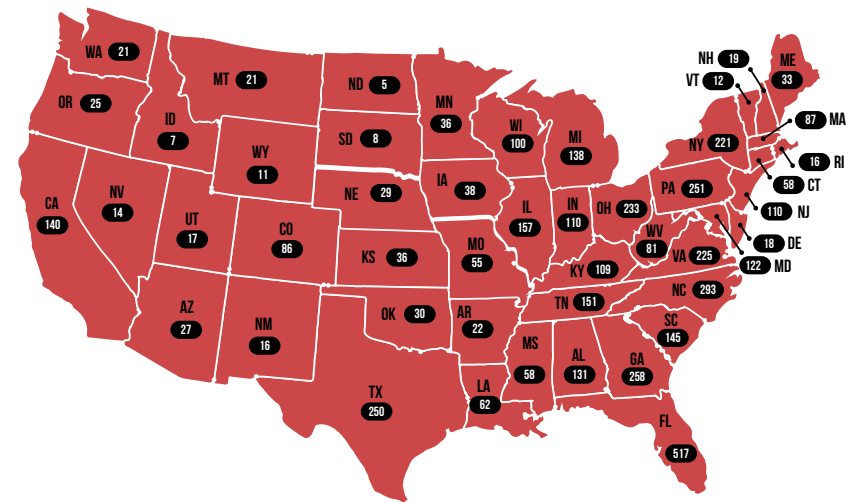 WA 21
OR 25
ID
7
MT 21
ND 5
SD 8
WY
11
NE 29
MN
36
WI
100
MI
138
IA
38
NH 19
VT 12
ME
33
87 MA
NY 221
16 RI
58 CT
PA 251
110 NJ
18 DE
122 MD
CA
140
NV
14
UT
17
CO
86
KS 36
MO
55
IL
157
IN
110
OH 233
WV
81
VA 225
KY 109
NC 293
TN 151
SC
145
AZ
27
NM
16
OK 30
AR
22
MS
58
AL
131
GA
258
TX
250
LA
62
FL
517